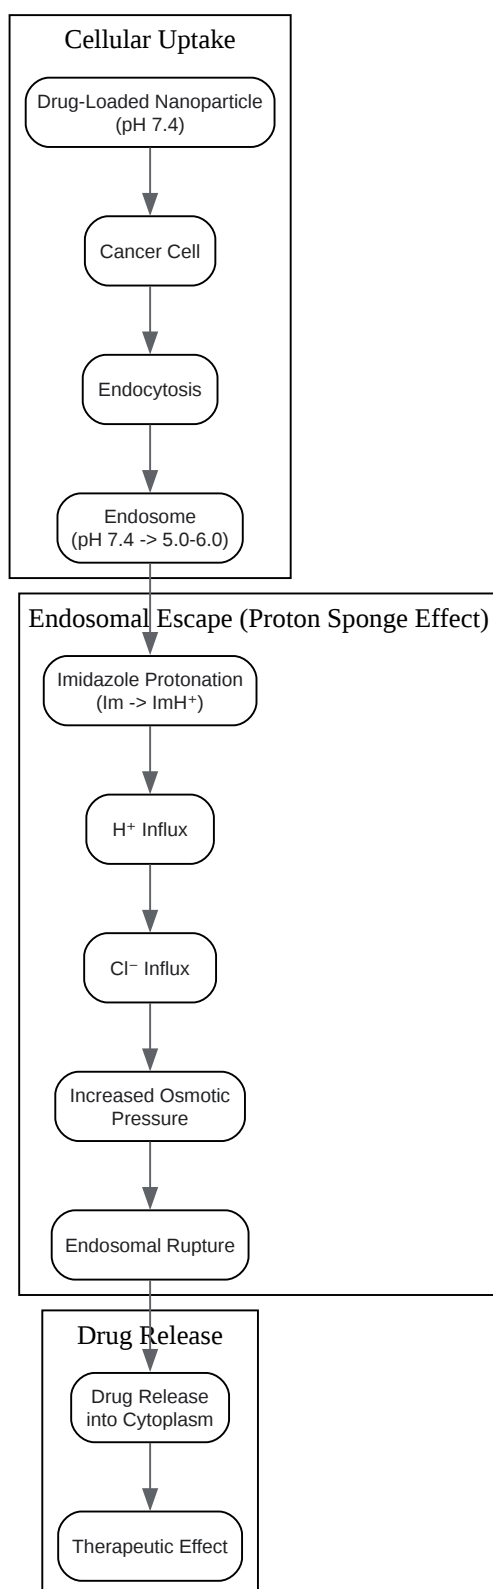 Cellular Uptake
Drug-Loaded Nanoparticle
(pH 7.4)
Cancer Cell
Endocytosis
Endosome
(pH 7.4 -> 5.0-6.0)
Endosomal Escape (Proton Sponge Effect)
Imidazole Protonation
(Im -> ImH⁺)
H⁺ Influx
Cl⁻ Influx
Increased Osmotic
Pressure
Endosomal Rupture
Drug Release
Drug Release
into Cytoplasm
Therapeutic Effect